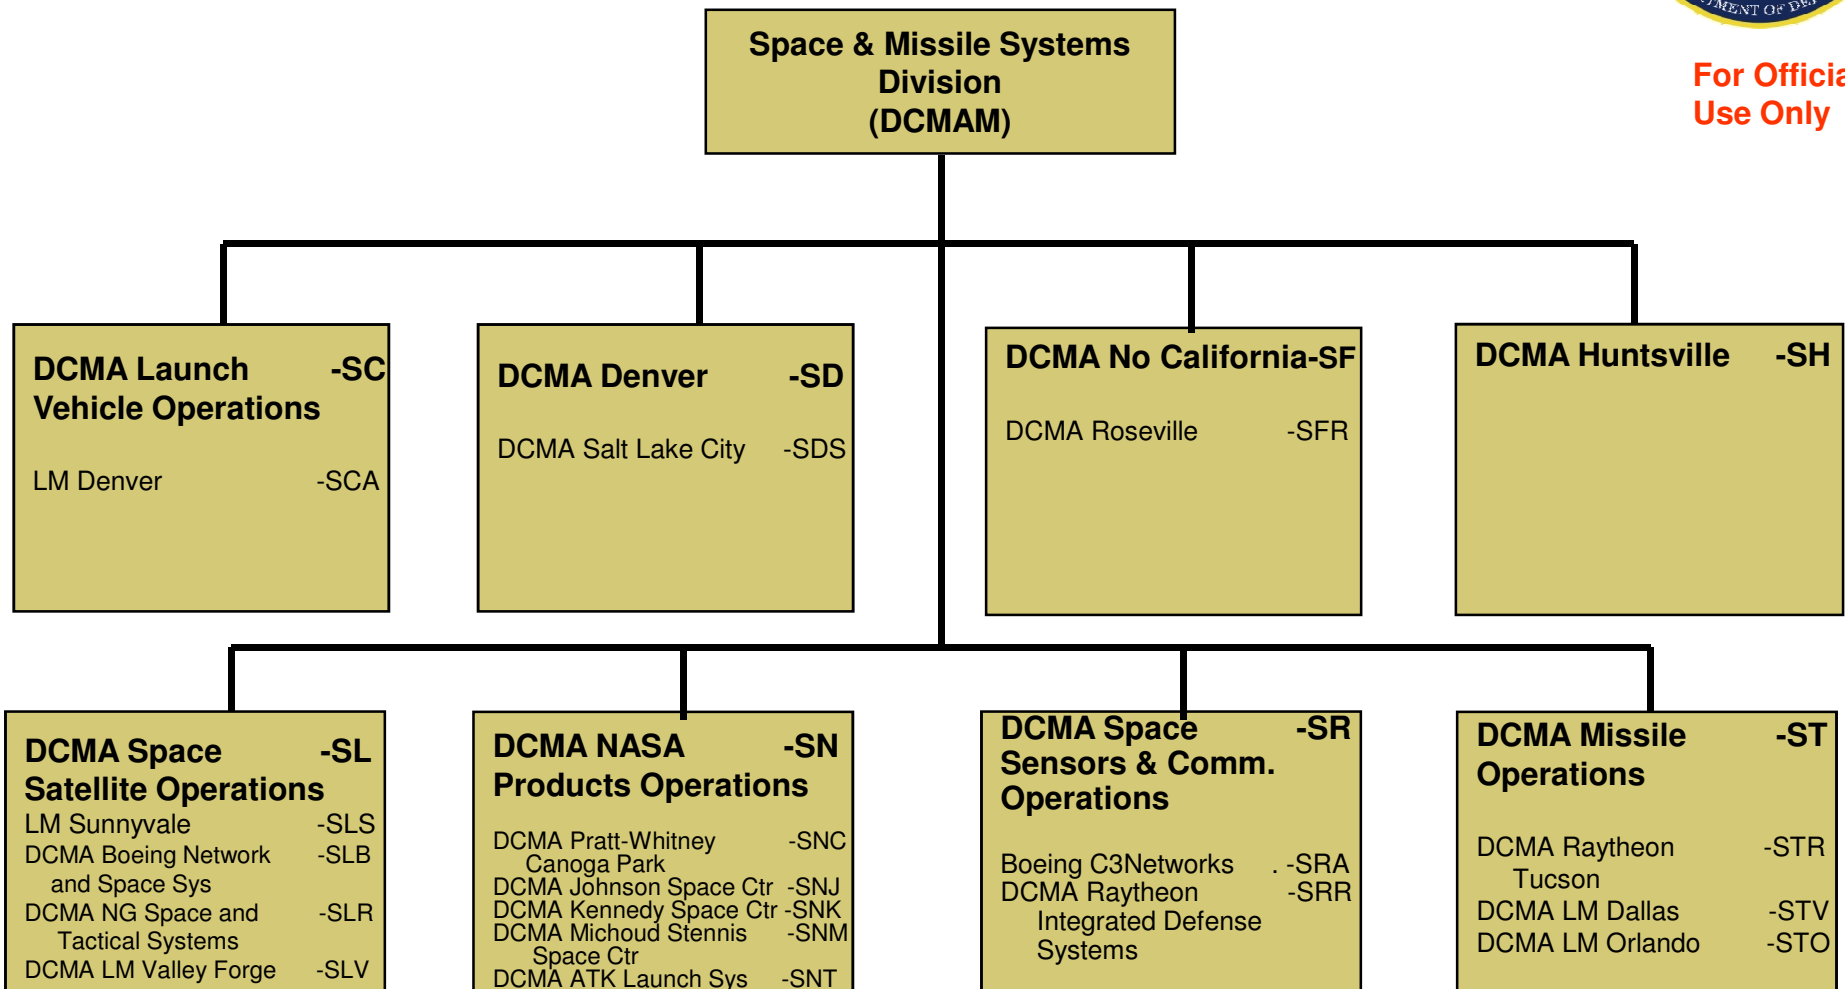 TMENT OF DE
For Officia
Use Only
Space & Missile Systems
Division
(DCMAM)
DCMA Launch -SC
Vehicle Operations
LM Denver -SCA
DCMA Denver -SD
DCMA Salt Lake City -SDS
DCMA No California-SF
DCMA Roseville -SFR
DCMA Huntsville -SH
DCMA Space -SL
Satellite Operations
LM Sunnyvale -SLS
DCMA Boeing Network -SLB
and Space Sys
DCMA NG Space and -SLR
Tactical Systems
DCMA LM Valley Forge -SLV
DCMA NASA -SN
Products Operations
DCMA Pratt-Whitney -SNC
Canoga Park
DCMA Johnson Space Ctr -SNJ
DCMA Kennedy Space Ctr -SNK
DCMA Michoud Stennis -SNM
Space Ctr
DCMA ATK Launch Sys -SNT
DCMA Space -SR
Sensors & Comm.
Operations
Boeing C3Networks . -SRA
DCMA Raytheon -SRR
Integrated Defense
Systems
DCMA Missile -ST
Operations
DCMA Raytheon -STR
Tucson
DCMA LM Dallas -STV
DCMA LM Orlando -STO